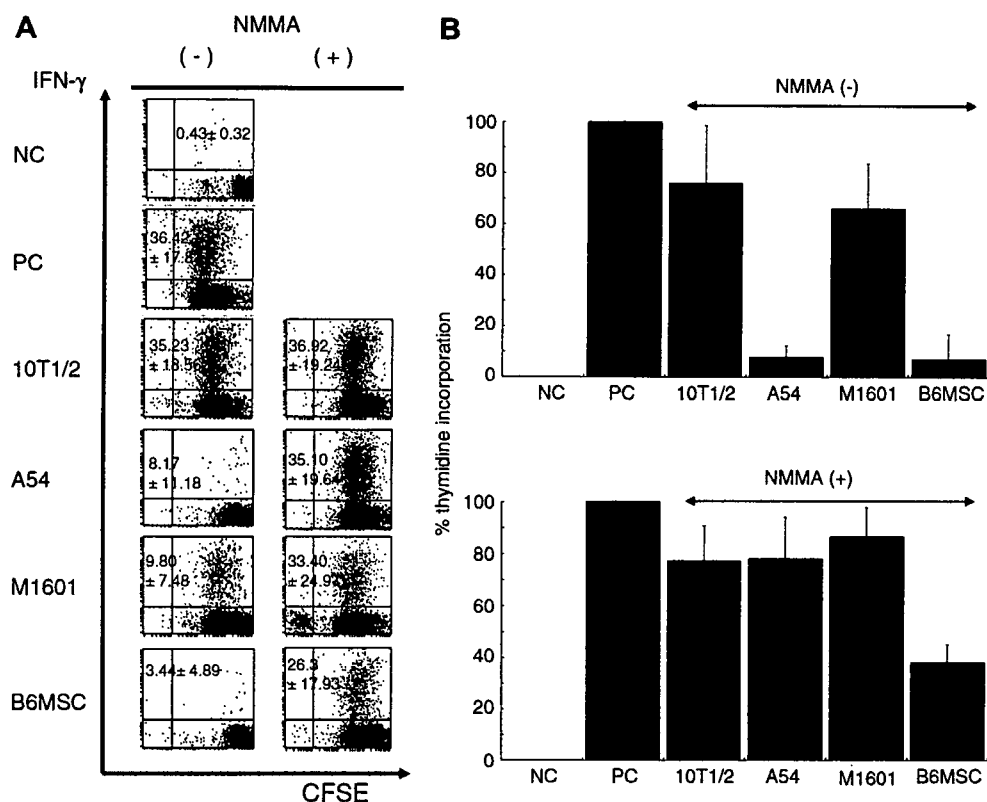 A
B
NMMA
( - ) ( + )
IFN-γ
NC
0.43± 0.32
PC
36.42
± 17.8
10T1/2
35.23
± 18.56
36.92
± 19.24
A54
8.17
± 11.18
35.10
± 19.64
M1601
9.80
± 7.48
33.40
± 24.97
B6MSC
3.44± 4.89
26.3
± 17.93
CFSE
% thymidine incorporation
NMMA (-)
100
80
60
40
20
0
NC PC 10T1/2 A54 M1601 B6MSC
NMMA (+)
100
80
60
40
20
0
NC PC 10T1/2 A54 M1601 B6MSC